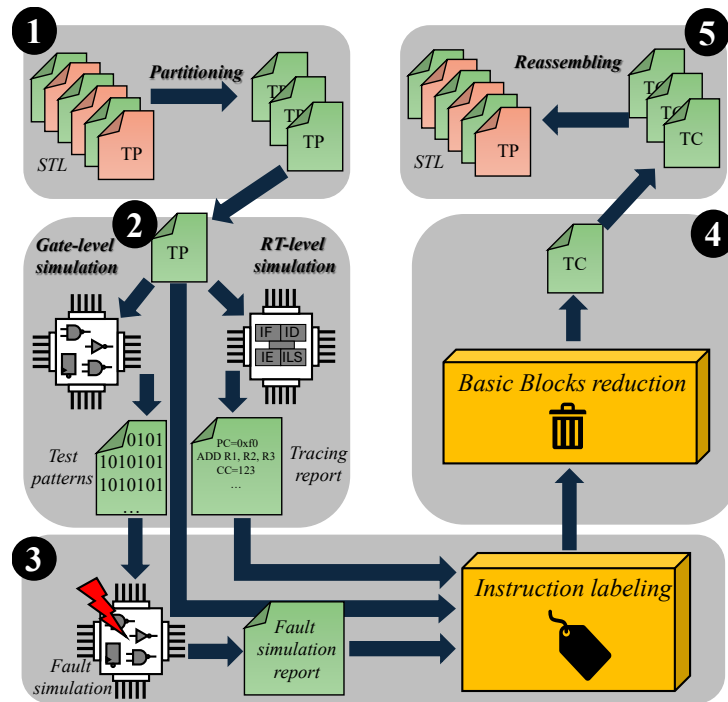 1
Partitioning
TP
TP
TP
TP
STL
5
Reassembling
TC
TC
TC
TP
STL
2
Gate-level
simulation
TP
RT-level
simulation
IF ID
IE ILS
Test
patterns
0101
1010101
1010101
...
PC=0xf0
ADD R1, R2, R3
CC=123
...
Tracing
report
4
TC
Basic Blocks reduction
3
Fault
simulation
Fault
simulation
report
Instruction labeling